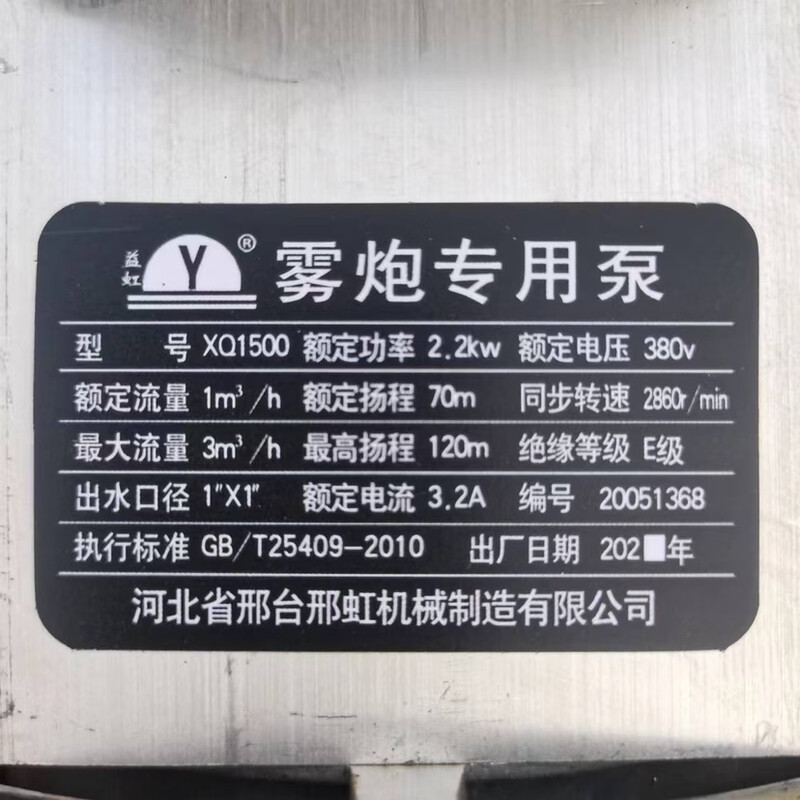 益虹 Y ® 雾炮专用泵
型号 XQ1500 额定功率 2.2kw 额定电压 380v
额定流量 1m³/h 额定扬程 70m 同步转速 2860r/min
最大流量 3m³/h 最高扬程 120m 绝缘等级 E级
出水口径 1"X1" 额定电流 3.2A 编号 20051368
执行标准 GB/T25409-2010 出厂日期 202 年
河北省邢台邢虹机械制造有限公司